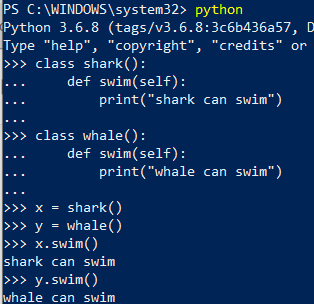 PS C:\WINDOWS\system32> python
Python 3.6.8 (tags/v3.6.8:3c6b436a57, D
Type "help", "copyright", "credits" or
>>> class shark():
...     def swim(self):
...         print("shark can swim")
...
>>> class whale():
...     def swim(self):
...         print("whale can swim")
...
>>> x = shark()
>>> y = whale()
>>> x.swim()
shark can swim
>>> y.swim()
whale can swim